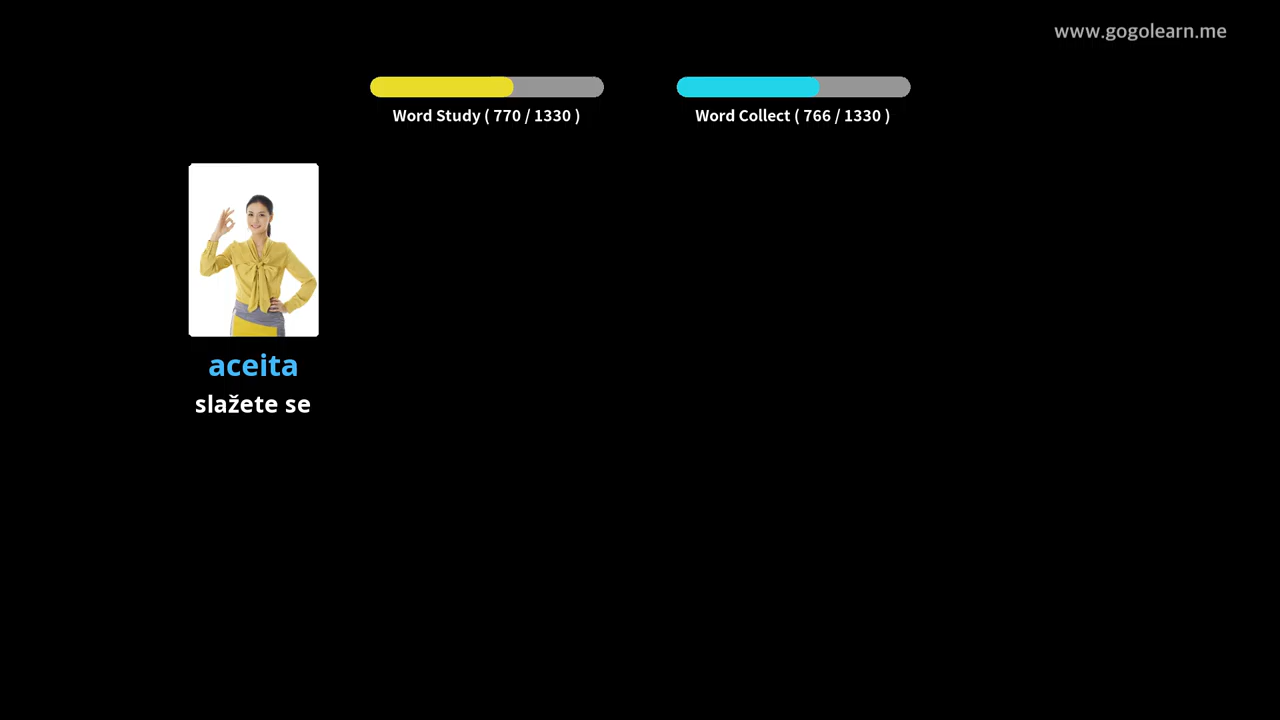 www.gogolearn.me
Word Study ( 770 / 1330 )
Word Collect ( 766 / 1330 )
aceita
slažete se